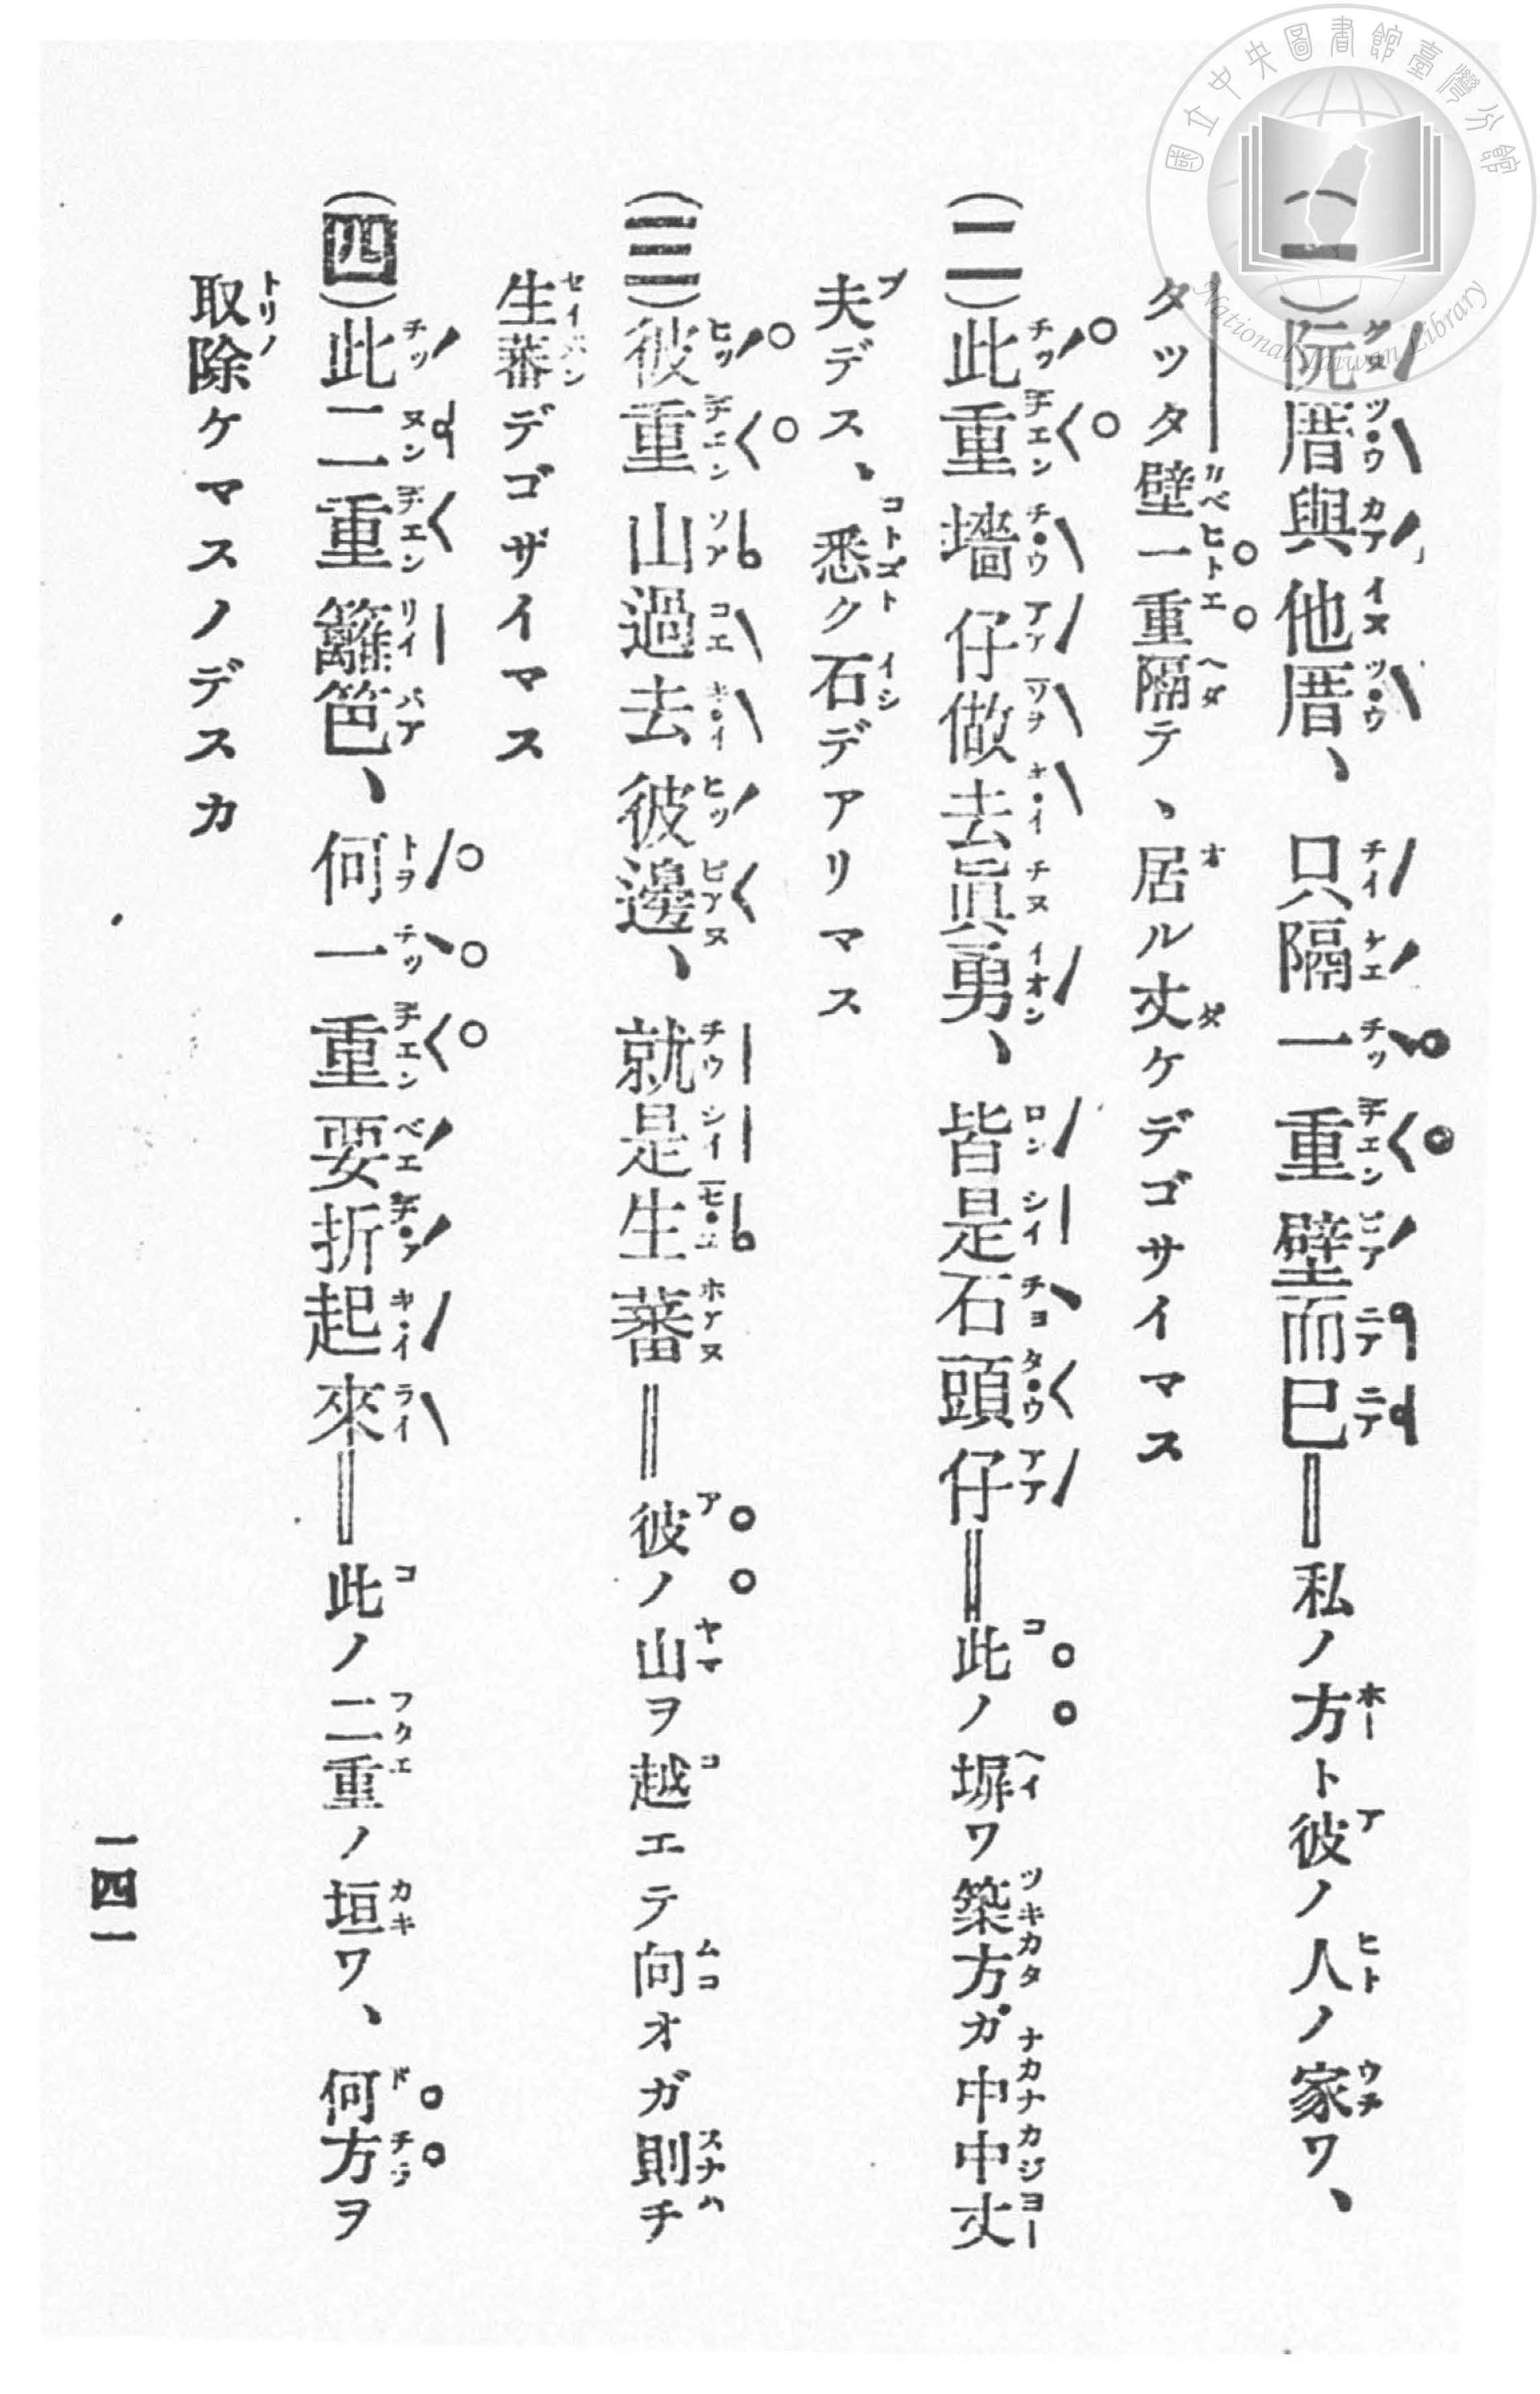 國立中央圖書館臺灣分館
National Taiwan Library
(一)阮厝與他厝、只隔一重壁而已＝私ノ方ト彼ノ人ノ家ワ、
タッタ壁一重隔テ、居ル丈ケデゴサイマス
(二)此重墻仔做去眞勇、皆是石頭仔＝此ノ塀ワ築方ガ中中丈
夫デス、悉ク石デアリマス
(三)彼重山過去彼邊、就是生蕃＝彼ノ山ヲ越エテ向オガ則チ
生蕃デゴザイマス
(四)此二重籬笆、何一重要拆起來＝此ノ二重ノ垣ワ、何方ヲ
取除ケマスノデスカ
一四一